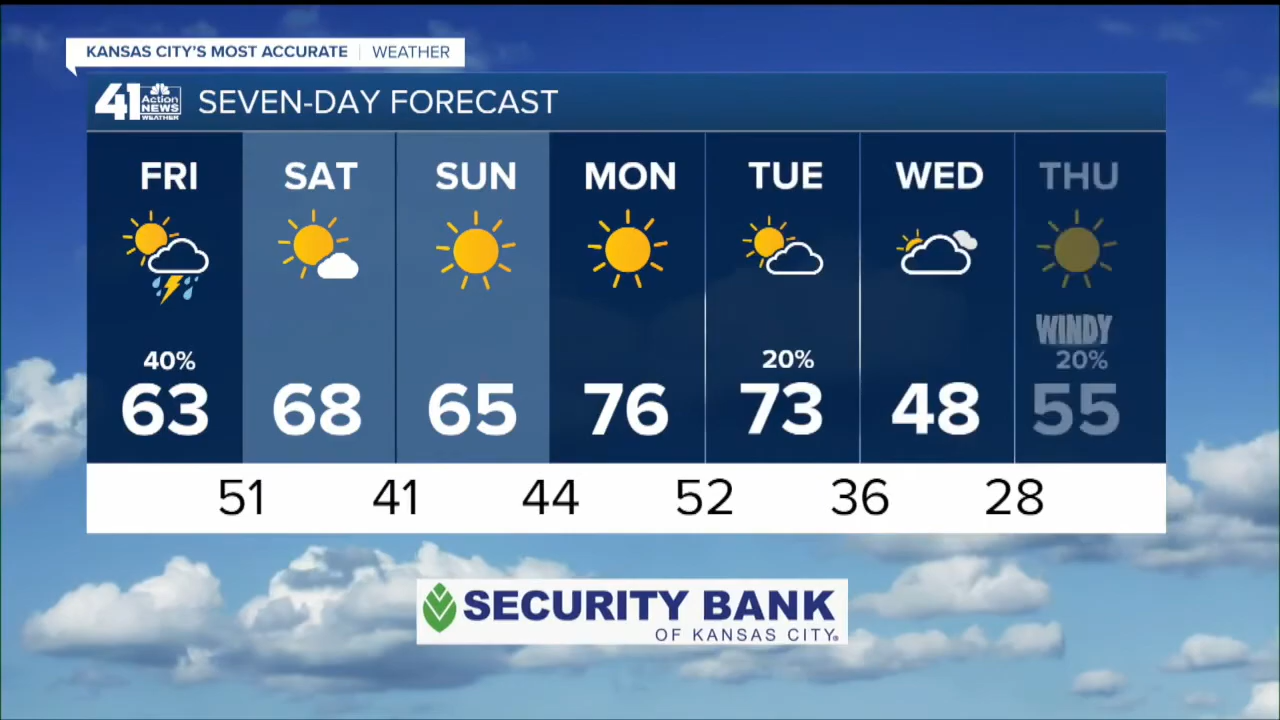 KANSAS CITY'S MOST ACCURATE | WEATHER
41 Action NEWS WEATHER SEVEN-DAY FORECAST
FRI SAT SUN MON TUE WED THU
WINDY
40% 20% 20%
63 68 65 76 73 48 55
51 41 44 52 36 28
SECURITY BANK
OF KANSAS CITY®